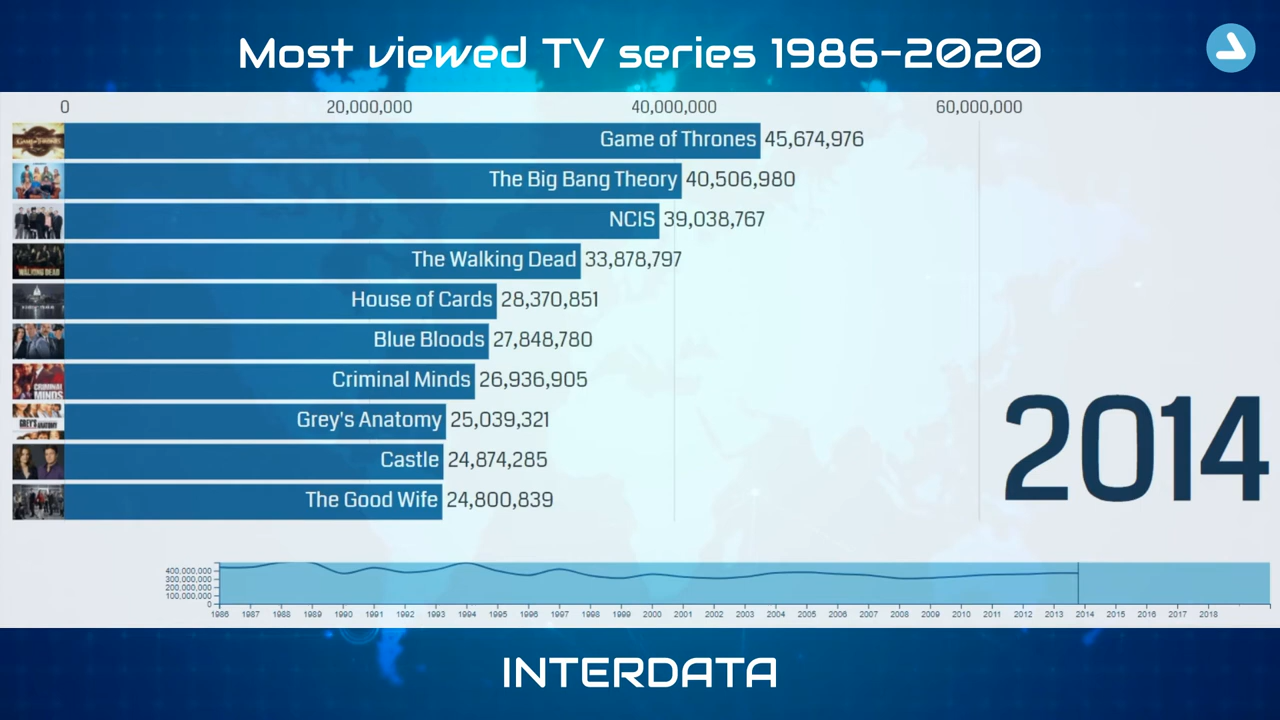 Most viewed TV series 1986-2020
0 20,000,000 40,000,000 60,000,000
Game of Thrones 45,674,976
The Big Bang Theory 40,506,980
NCIS 39,038,767
The Walking Dead 33,878,797
House of Cards 28,370,851
Blue Bloods 27,848,780
Criminal Minds 26,936,905
CRIMINAL MINDS
Grey's Anatomy 25,039,321
Castle 24,874,285
The Good Wife 24,800,839
2014
400,000,000
300,000,000
200,000,000
100,000,000
0
1986 1987 1988 1989 1990 1991 1992 1993 1994 1995 1996 1997 1998 1999 2000 2001 2002 2003 2004 2005 2006 2007 2008 2009 2010 2011 2012 2013 2014 2015 2016 2017 2018
INTERDATA